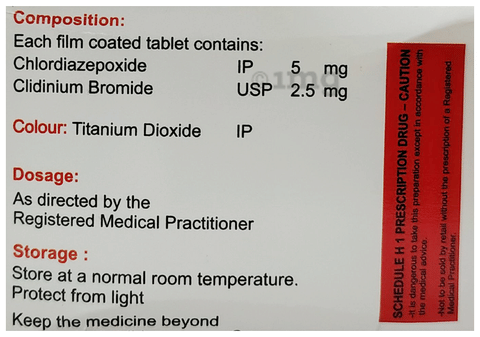 Composition:
Each film coated tablet contains:
Chlordiazepoxide IP 5 mg
Clidinium Bromide USP 2.5 mg
1mg
Colour: Titanium Dioxide IP
Dosage:
As directed by the
Registered Medical Practitioner
Storage :
Store at a normal room temperature.
Protect from light
Keep the medicine beyond
SCHEDULE H 1 PRESCRIPTION DRUG – CAUTION
-It is dangerous to take this preparation except in accordance with
the medical advice.
-Not to be sold by retail without the prescription of a Registered
Medical Practitioner.